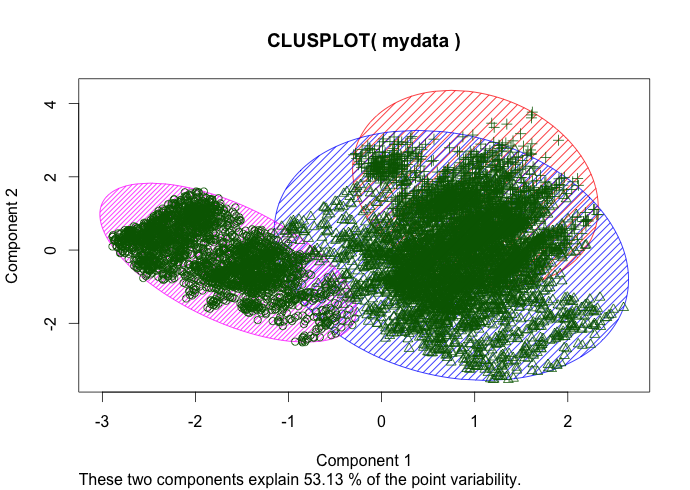 CLUSPLOT( mydata )
4
2
0
-2
Component 2
-3
-2
-1
0
1
2
Component 1
These two components explain 53.13 % of the point variability.